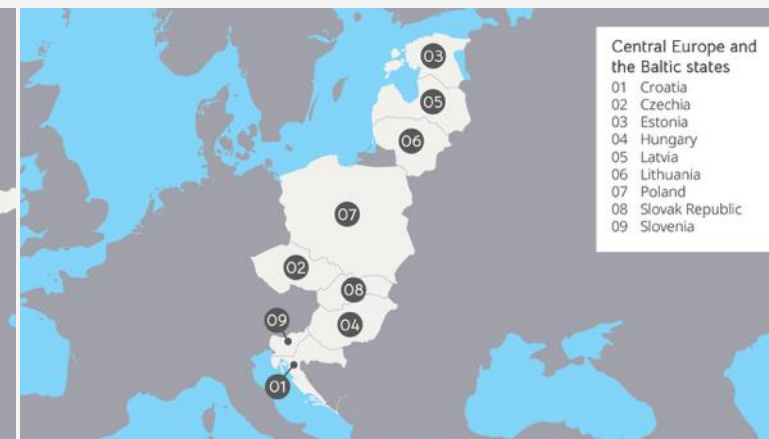 Central Europe and
the Baltic states
01 Croatia
02 Czechia
03 Estonia
04 Hungary
05 Latvia
06 Lithuania
07 Poland
08 Slovak Republic
09 Slovenia
03
05
06
07
02
08
09
04
01